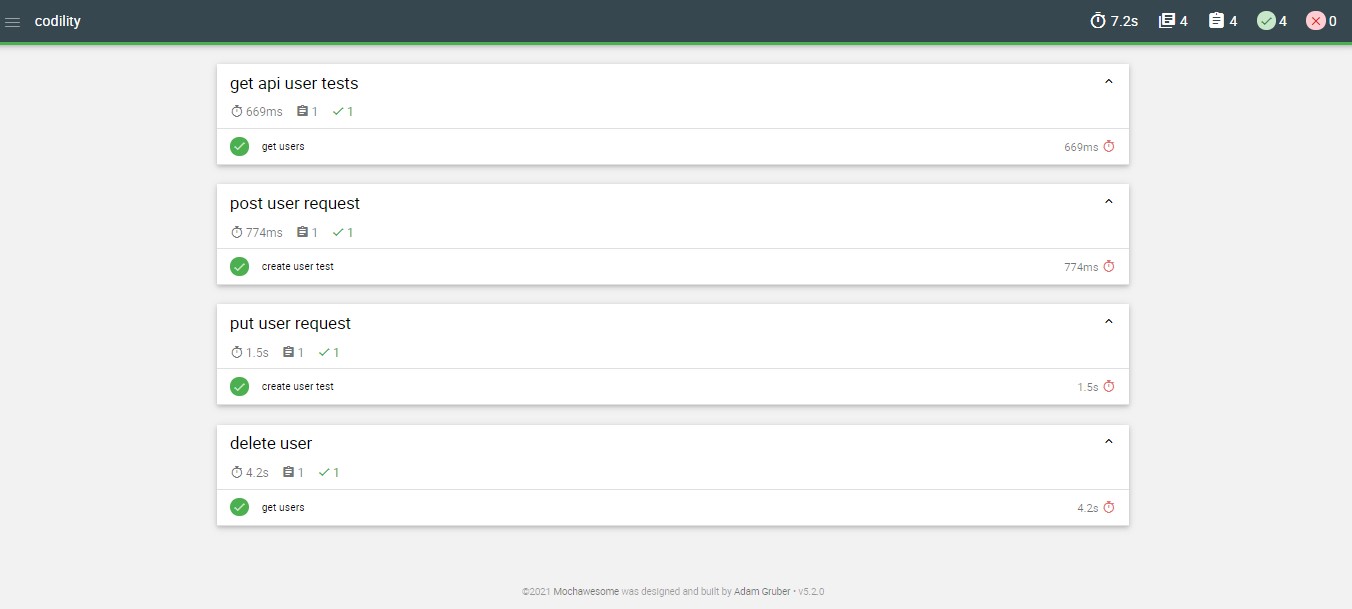 codility 7.2s 4 4 4 0
get api user tests
669ms 1 1
get users 669ms
post user request
774ms 1 1
create user test 774ms
put user request
1.5s 1 1
create user test 1.5s
delete user
4.2s 1 1
get users 4.2s
©2021 Mochawesome was designed and built by Adam Gruber • v5.2.0